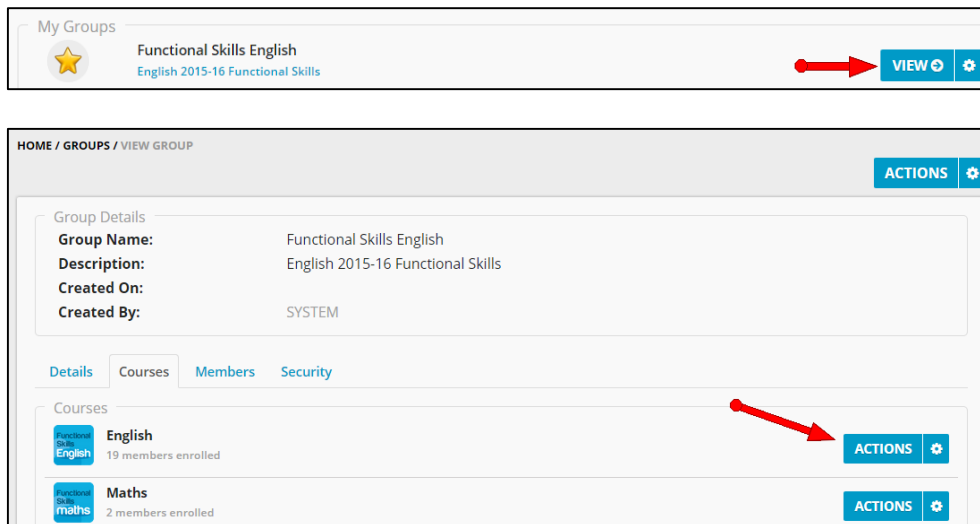 My Groups
Functional Skills English
English 2015-16 Functional Skills
VIEW
HOME / GROUPS / VIEW GROUP
ACTIONS
Group Details
Group Name: Functional Skills English
Description: English 2015-16 Functional Skills
Created On:
Created By: SYSTEM
Details Courses Members Security
Courses
Functional
Skills
English
English
19 members enrolled
ACTIONS
Functional
Skills
maths
Maths
2 members enrolled
ACTIONS